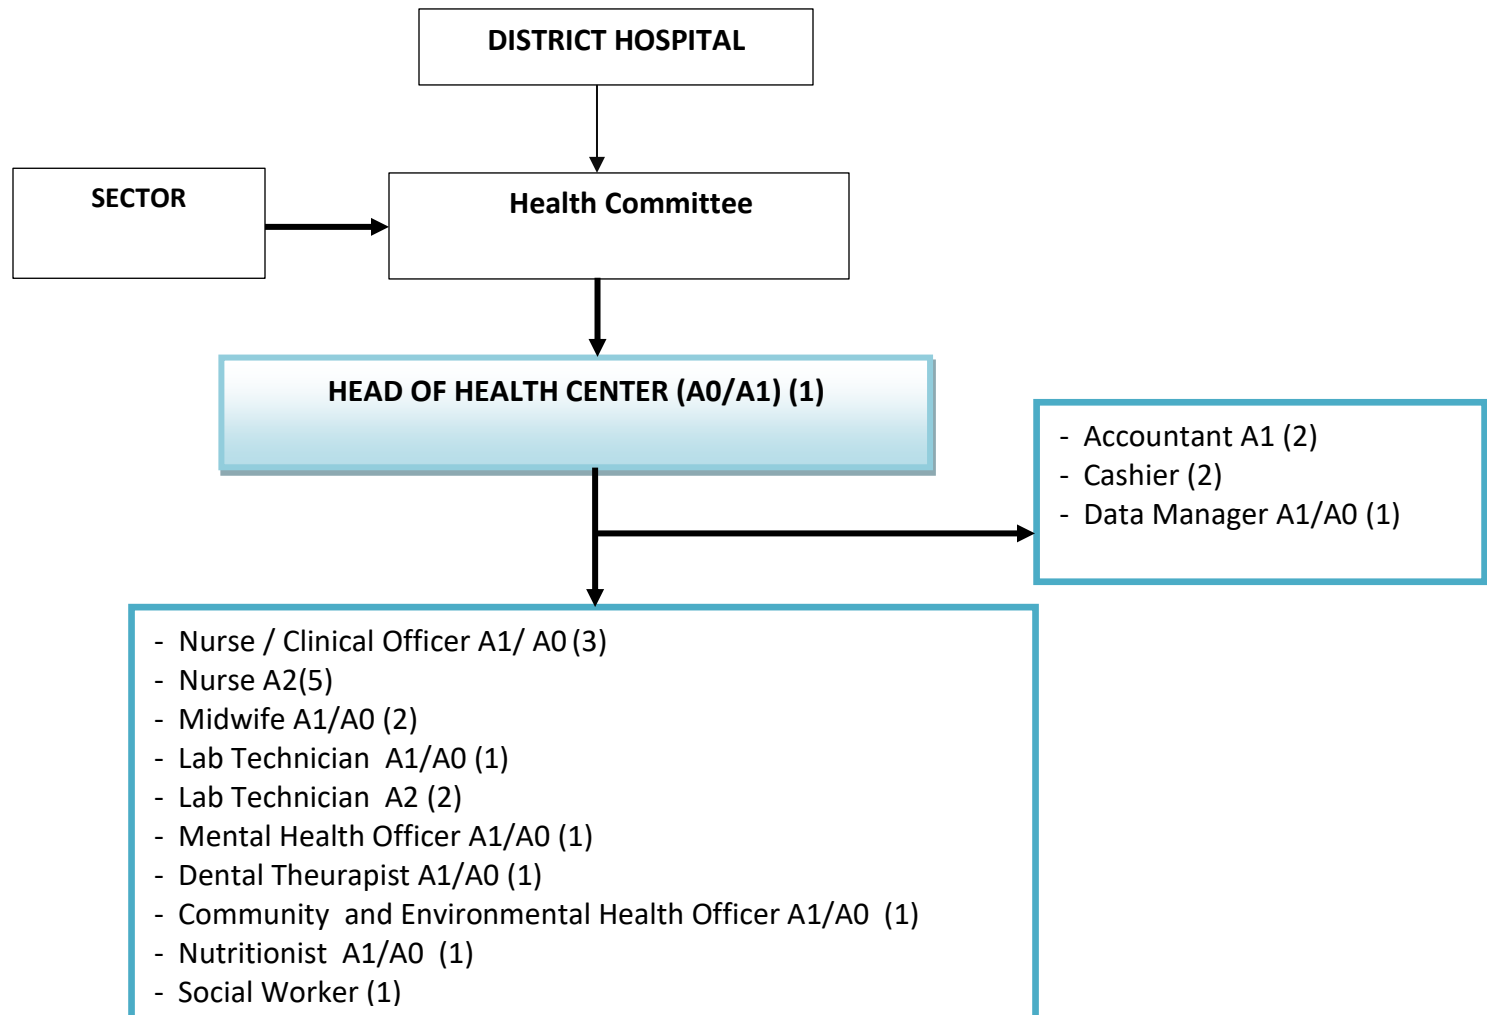 DISTRICT HOSPITAL
SECTOR
Health Committee
HEAD OF HEALTH CENTER (A0/A1) (1)
- Accountant A1 (2)
- Cashier (2)
- Data Manager A1/A0 (1)
- Nurse / Clinical Officer A1/ A0 (3)
- Nurse A2(5)
- Midwife A1/A0 (2)
- Lab Technician  A1/A0 (1)
- Lab Technician  A2 (2)
- Mental Health Officer A1/A0 (1)
- Dental Theurapist A1/A0 (1)
- Community  and Environmental Health Officer A1/A0  (1)
- Nutritionist  A1/A0  (1)
- Social Worker (1)